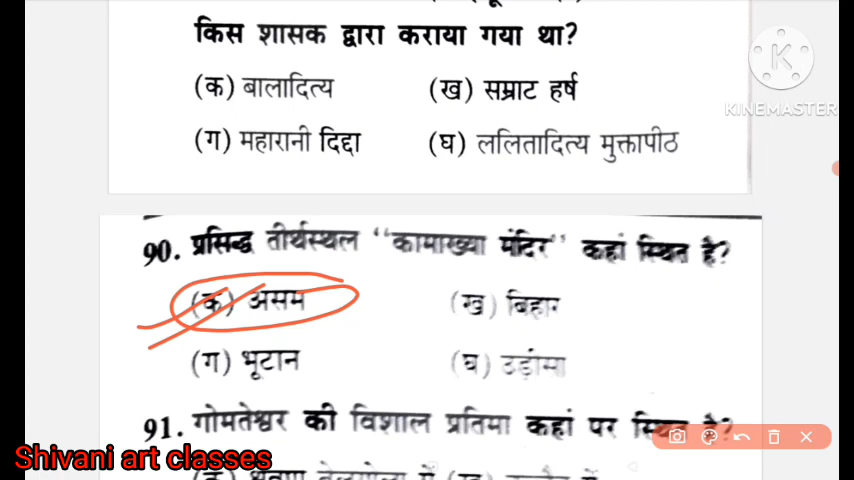 किस शासक द्वारा कराया गया था?
(क) बालादित्य (ख) सम्राट हर्ष
(ग) महारानी दिद्दा (घ) ललितादित्य मुक्तापीठ
KINEMASTER
90. प्रसिद्ध तीर्थस्थल “कामाख्या मंदिर” कहां स्थित है?
(क) असम (ख) बिहार
(ग) भूटान (घ) उड़ीसा
91. गोमतेश्वर की विशाल प्रतिमा कहां पर स्थित है?
Shivani art classes